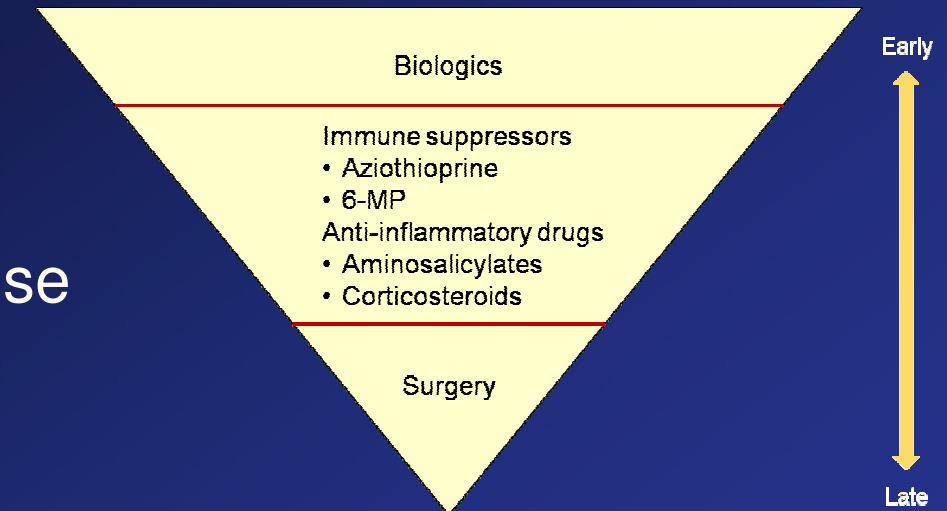 Early
Biologics
Immune suppressors
• Aziothioprine
• 6-MP
Anti-inflammatory drugs
• Aminosalicylates
• Corticosteroids
se
Surgery
Late